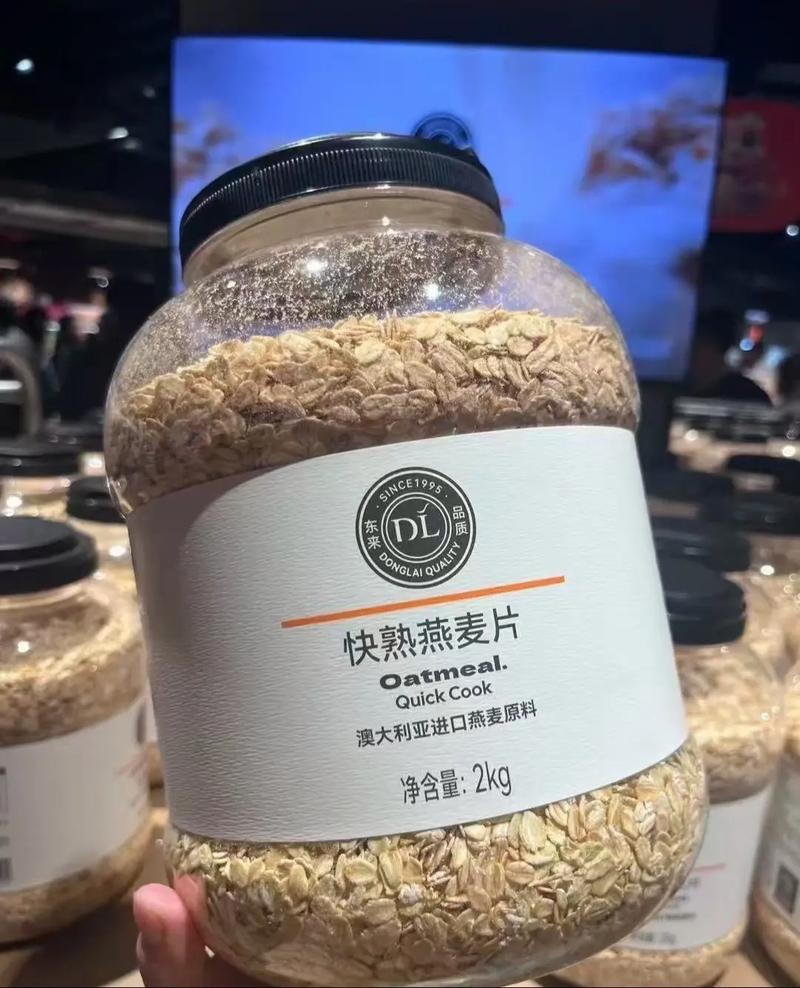 SINCE1995
东来
品质
DL
DONGLAI QUALITY
快熟燕麦片
Oatmeal.
Quick Cook
澳大利亚进口燕麦原料
净含量: 2kg